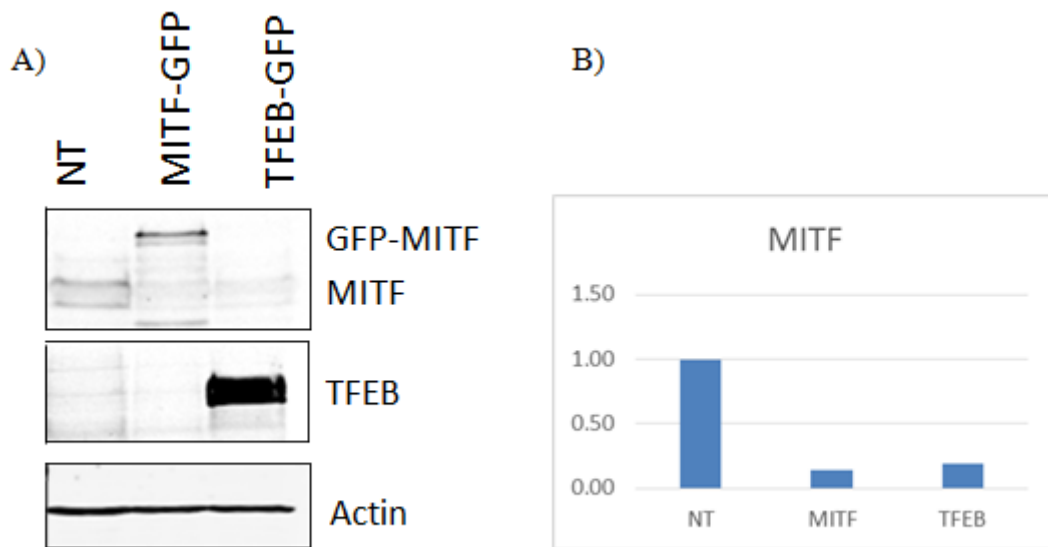 A)
NT
MITF-GFP
TFEB-GFP
GFP-MITF
MITF
TFEB
Actin
B)
MITF
1.50
1.00
0.50
0.00
NT MITF TFEB